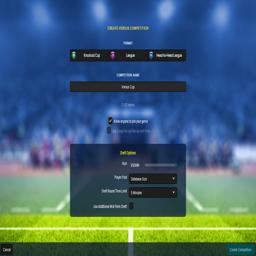 CREATE VERSUS COMPETITION
FORMAT
Knockout Cup
League
Head-to-Head League
COMPETITION NAME
Versus Cup
Allow anyone to join your game
Draft Options
Player Pool
Database Size
Draft Round Time Limit
5 Minutes
Use Additional Mid-Term Draft
Cancel
Create Competition